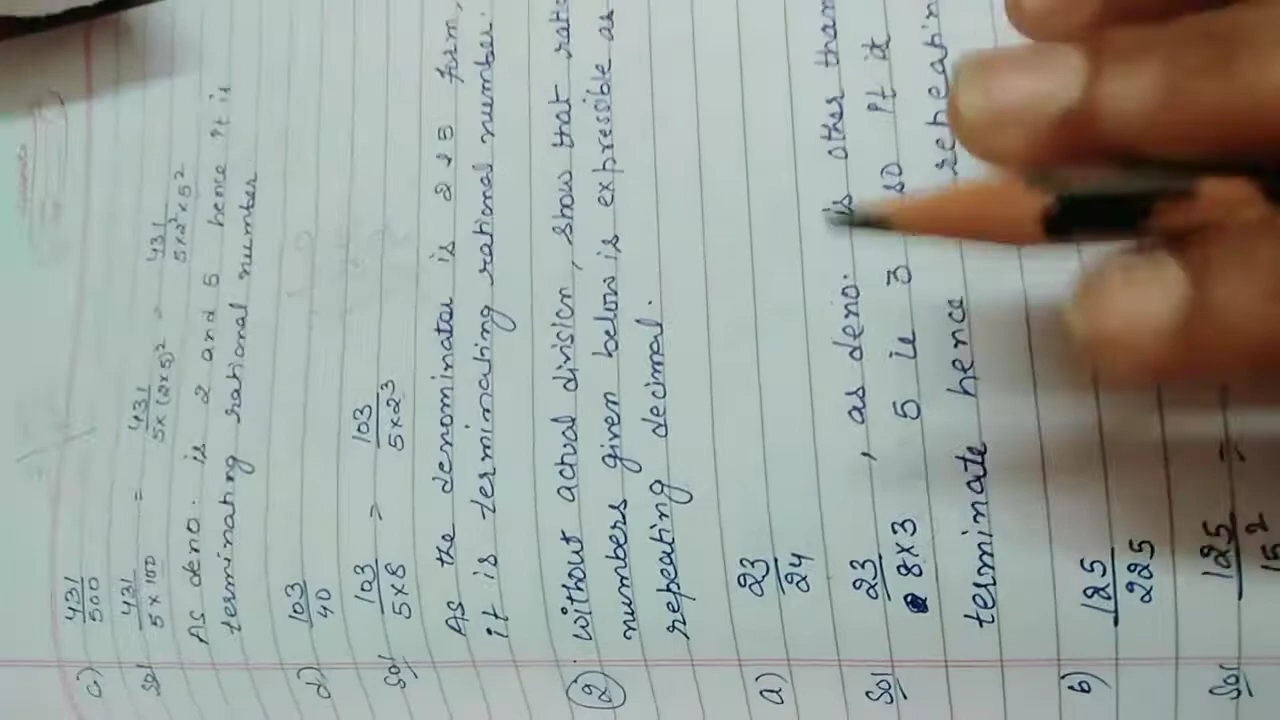 c) 431/500
Sol 431/5×100 = 431/5×(2×5)² = 431/5×2²×5²
As deno. is 2 and 5 hence it is
terminating rational number
d) 103/40
Sol 103/5×8 > 103/5×2³
As the denominator is 2 & 5 form,
it is terminating rational number.
(2). without actual division, show that
numbers given below is expressible as
repeating decimal.
a) 23/24
Sol 23/8×3 , as deno. is other than
5 is 3 so it
terminate hence
b) 125/225
Sol 125/15² =